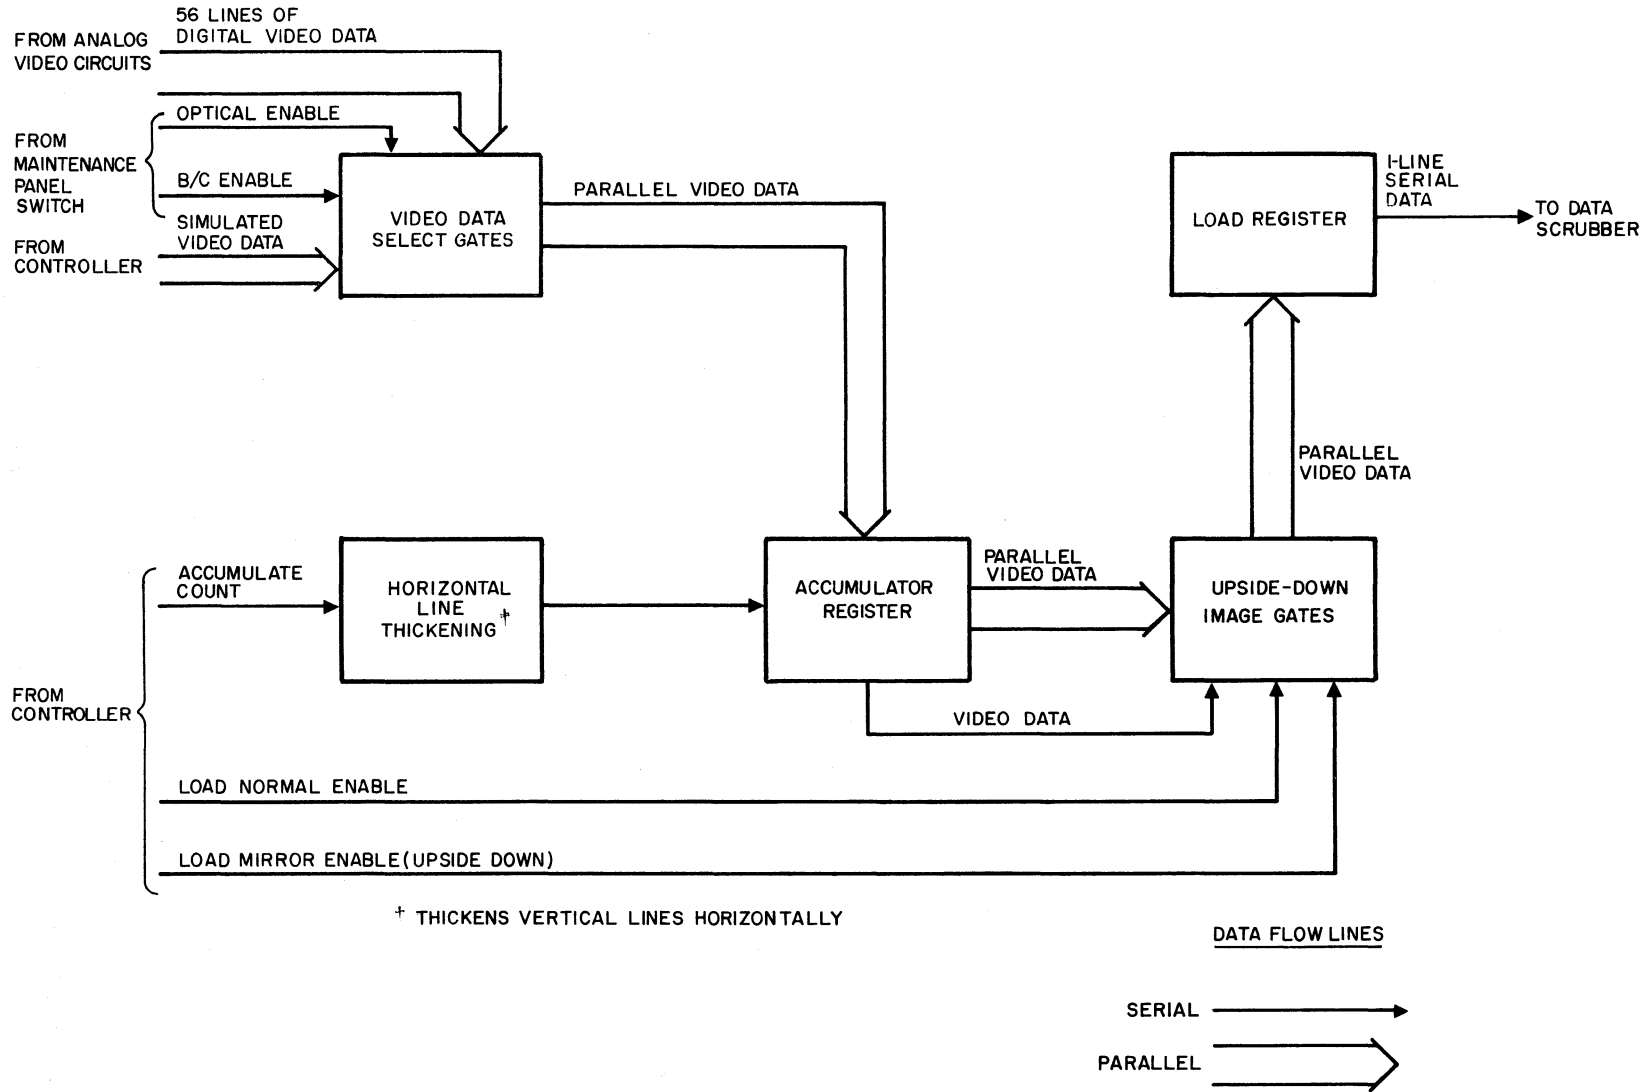 56 LINES OF
DIGITAL VIDEO DATA
FROM ANALOG
VIDEO CIRCUITS
OPTICAL ENABLE
FROM
MAINTENANCE
PANEL
SWITCH
B/C ENABLE
SIMULATED
VIDEO DATA
FROM
CONTROLLER
VIDEO DATA
SELECT GATES
PARALLEL VIDEO DATA
LOAD REGISTER
1-LINE
SERIAL
DATA
TO DATA
SCRUBBER
PARALLEL
VIDEO DATA
ACCUMULATE
COUNT
HORIZONTAL
LINE
THICKENING †
ACCUMULATOR
REGISTER
PARALLEL
VIDEO DATA
UPSIDE-DOWN
IMAGE GATES
FROM
CONTROLLER
VIDEO DATA
LOAD NORMAL ENABLE
LOAD MIRROR ENABLE (UPSIDE DOWN)
† THICKENS VERTICAL LINES HORIZONTALLY
DATA FLOW LINES
SERIAL
PARALLEL